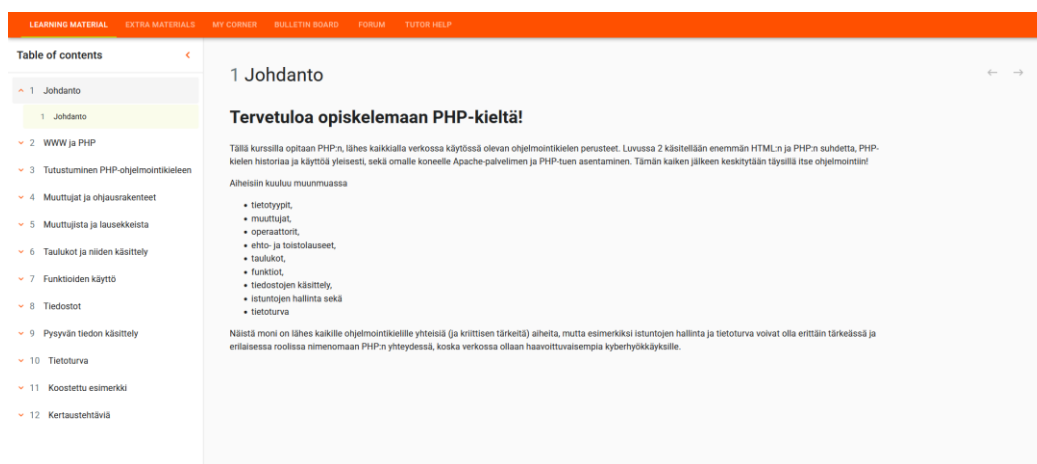 LEARNING MATERIAL EXTRA MATERIALS MY CORNER BULLETIN BOARD FORUM TUTOR HELP
Table of contents
1 Johdanto
1 Johdanto
2 WWW ja PHP
3 Tutustuminen PHP-ohjelmointikieleen
4 Muuttujat ja ohjausrakenteet
5 Muuttujista ja lausekkeista
6 Taulukot ja niiden käsittely
7 Funktioiden käyttö
8 Tiedostot
9 Pysyvän tiedon käsittely
10 Tietoturva
11 Koostettu esimerkki
12 Kertaustehtäviä
1 Johdanto
Tervetuloa opiskelemaan PHP-kieltä!
Tällä kurssilla opitaan PHP:n, lähes kaikkialla verkossa käytössä olevan ohjelmointikielen perusteet. Luvussa 2 käsitellään enemmän HTML:n ja PHP:n suhdetta, PHP-
kielen historiaa ja käyttöä yleisesti, sekä omalle koneelle Apache-palvelimen ja PHP-tuen asentaminen. Tämän kaiken jälkeen keskitytään täysillä itse ohjelmointiin!
Aiheisiin kuuluu muunmuassa
• tietotyypit,
• muuttujat,
• operaattorit,
• ehto- ja toistolauseet,
• taulukot,
• funktiot,
• tiedostojen käsittely,
• istuntojen hallinta sekä
• tietoturva
Näistä moni on lähes kaikille ohjelmointikielille yhteisiä (ja kriittisen tärkeitä) aiheita, mutta esimerkiksi istuntojen hallinta ja tietoturva voivat olla erittäin tärkeässä ja
erilaisessa roolissa nimenomaan PHP:n yhteydessä, koska verkossa ollaan haavoittuvaisempia kyberhyökkäyksille.